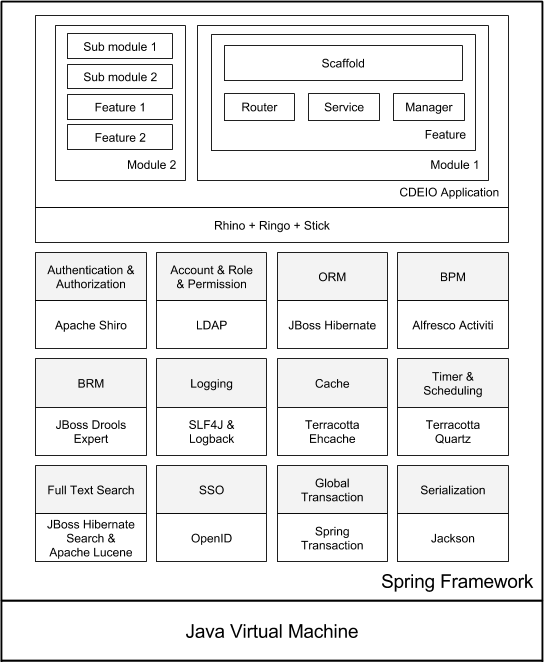 Sub module 1
Sub module 2
Feature 1
Feature 2
Module 2
Scaffold
Router
Service
Manager
Feature
Module 1
CDEIO Application
Rhino + Ringo + Stick
Authentication &
Authorization
Apache Shiro
Account & Role
& Permission
LDAP
ORM
JBoss Hibernate
BPM
Alfresco Activiti
BRM
JBoss Drools
Expert
Logging
SLF4J &
Logback
Cache
Terracotta
Ehcache
Timer &
Scheduling
Terracotta
Quartz
Full Text Search
JBoss Hibernate
Search &
Apache Lucene
SSO
OpenID
Global
Transaction
Spring
Transaction
Serialization
Jackson
Spring Framework
Java Virtual Machine